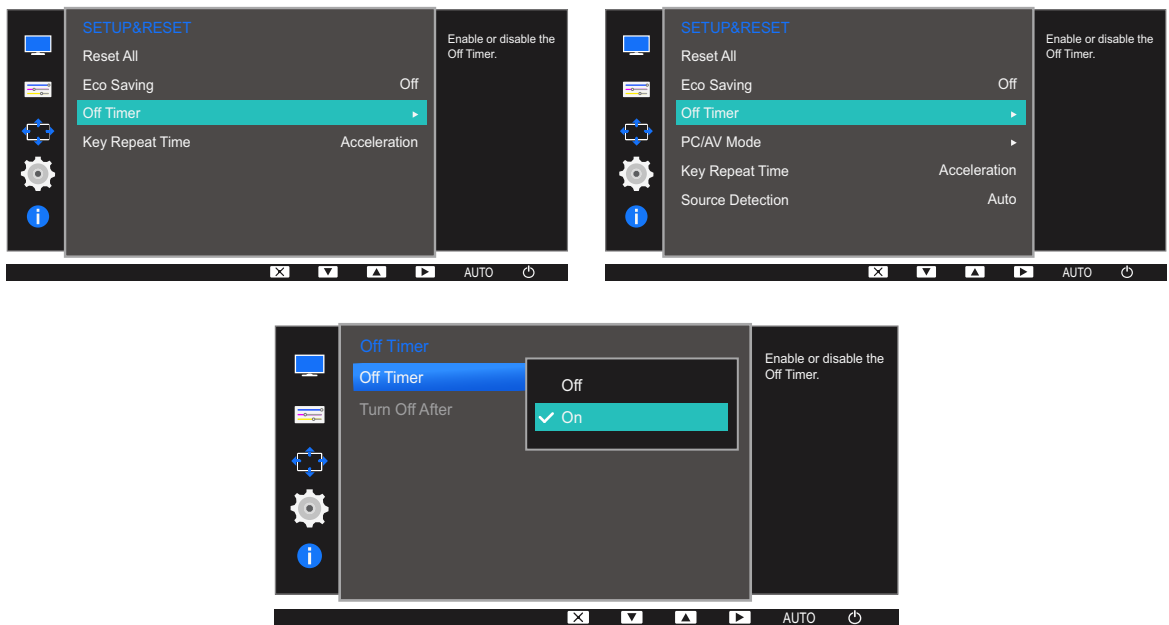 SETUP&RESET
Reset All
Eco Saving Off
Off Timer
Key Repeat Time Acceleration
Enable or disable the
Off Timer.
AUTO
SETUP&RESET
Reset All
Eco Saving Off
Off Timer
PC/AV Mode
Key Repeat Time Acceleration
Source Detection Auto
Enable or disable the
Off Timer.
AUTO
Off Timer
Off Timer
Turn Off After
Off
On
Enable or disable the
Off Timer.
AUTO